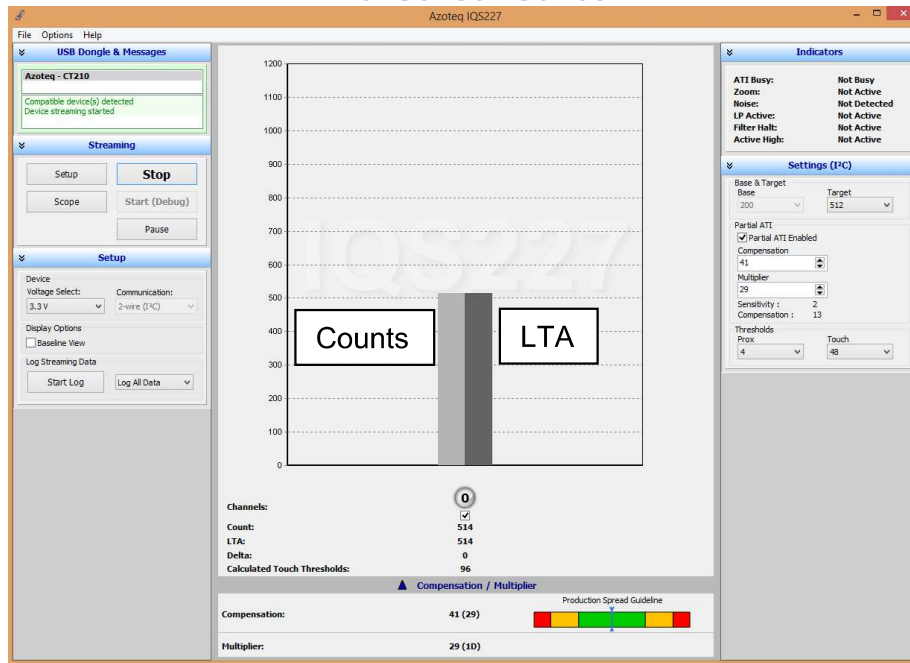 Azoteq IQS227
File Options Help
USB Dongle & Messages
Azoteq - CT210
Compatible device(s) detected
Device streaming started
Streaming
Setup
Stop
Scope
Start (Debug)
Pause
Setup
Device
Voltage Select:
Communication:
3.3 V
2-wire (I²C)
Display Options
Baseline View
Log Streaming Data
Start Log
Log All Data
1200
1100
1000
900
800
700
600
500
400
300
200
100
0
IQS227
Counts
LTA
Channels:
0
Count: 514
LTA: 514
Delta: 0
Calculated Touch Thresholds: 96
Compensation / Multiplier
Production Spread Guideline
Compensation: 41 (29)
Multiplier: 29 (1D)
Indicators
ATI Busy: Not Busy
Zoom: Not Active
Noise: Not Detected
LP Active: Not Active
Filter Halt: Not Active
Active High: Not Active
Settings (I²C)
Base & Target
Base Target
200 512
Partial ATI
Partial ATI Enabled
Compensation
41
Multiplier
29
Sensitivity : 2
Compensation : 13
Thresholds
Prox Touch
4 48